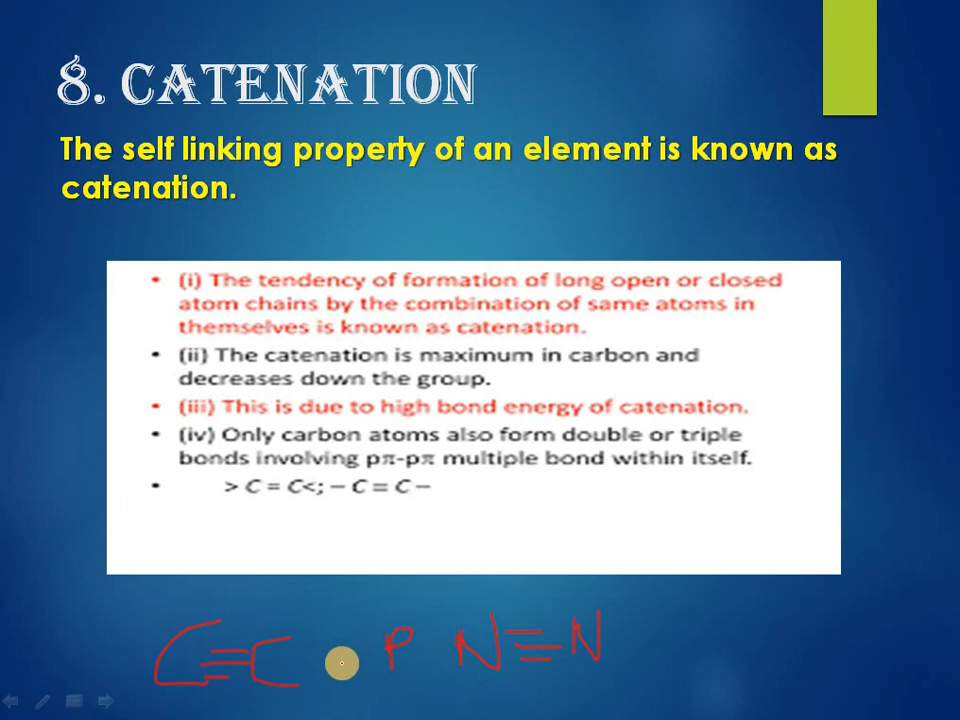 8. CATENATION
The self linking property of an element is known as
catenation.
• (i) The tendency of formation of long open or closed
atom chains by the combination of same atoms in
themselves is known as catenation.
• (ii) The catenation is maximum in carbon and
decreases down the group.
• (iii) This is due to high bond energy of catenation.
• (iv) Only carbon atoms also form double or triple
bonds involving pπ-pπ multiple bond within itself.
• > C = C<; – C ≡ C –
C≡C P N≡N